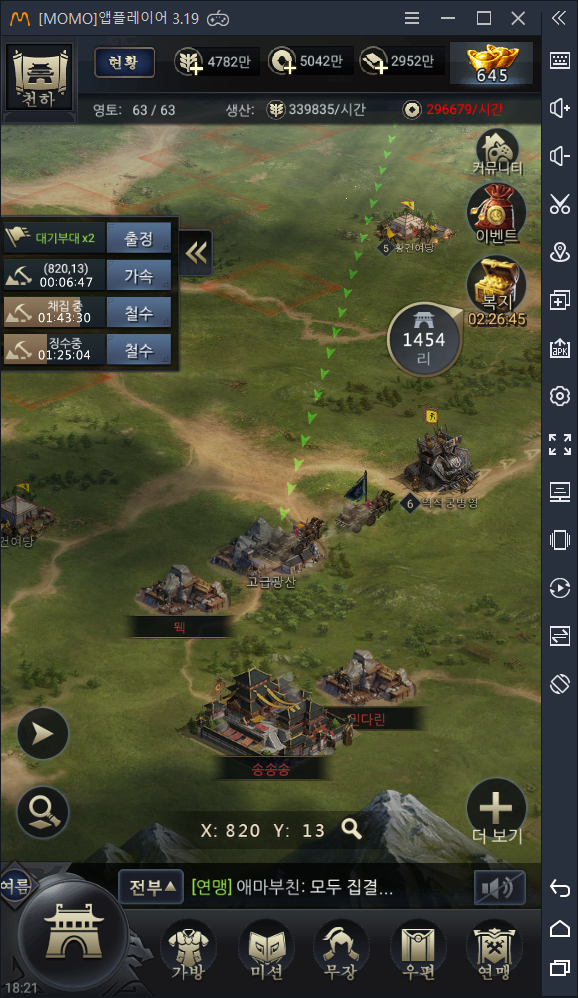 [MOMO]앱플레이어 3.19
천하
현황
4782만
5042만
2952만
645
영토: 63 / 63
생산: 339835/시간
296679/시간
커뮤니티
이벤트
복지
02:26:45
대기부대 x2
출정
(820,13)
00:06:47
가속
채집 중
01:43:30
철수
징수중
01:25:04
철수
5 황건여당
1454
리
6
건여당
고급광산
뭭
민다린
송송송
X: 820 Y: 13
더 보기
여름
전부
[연맹] 애마부친: 모두 집결...
가방
미션
무장
우편
연맹
18:21
APK